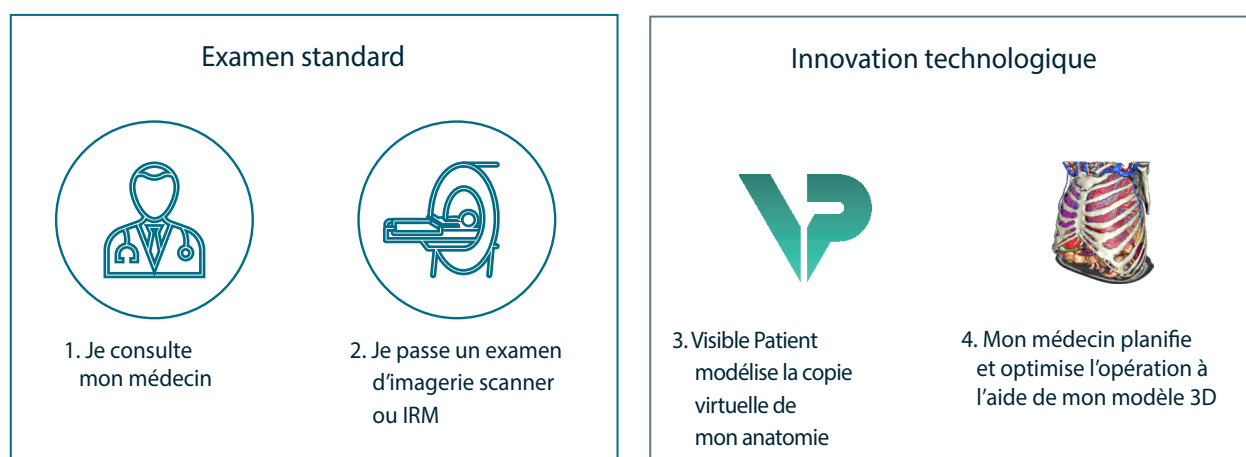 Examen standard
1. Je consulte
mon médecin
2. Je passe un examen
d’imagerie scanner
ou IRM
Innovation technologique
VP
3. Visible Patient
modélise la copie
virtuelle de
mon anatomie
4. Mon médecin planifie
et optimise l’opération à
l’aide de mon modèle 3D